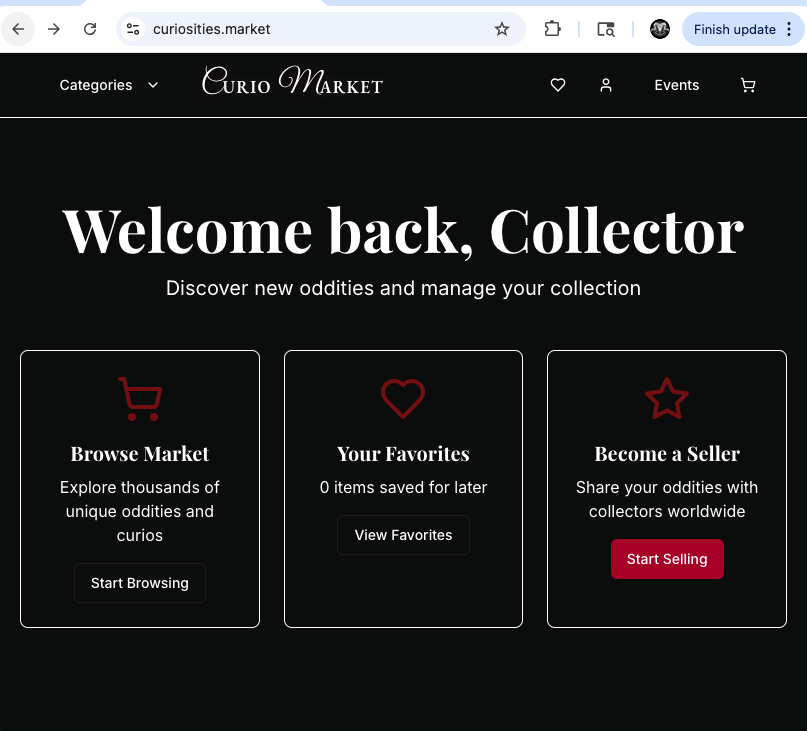 curiosities.market
Finish update
Categories
Curio Market
Events
Welcome back, Collector
Discover new oddities and manage your collection
Browse Market
Explore thousands of
unique oddities and
curios
Start Browsing
Your Favorites
0 items saved for later
View Favorites
Become a Seller
Share your oddities with
collectors worldwide
Start Selling